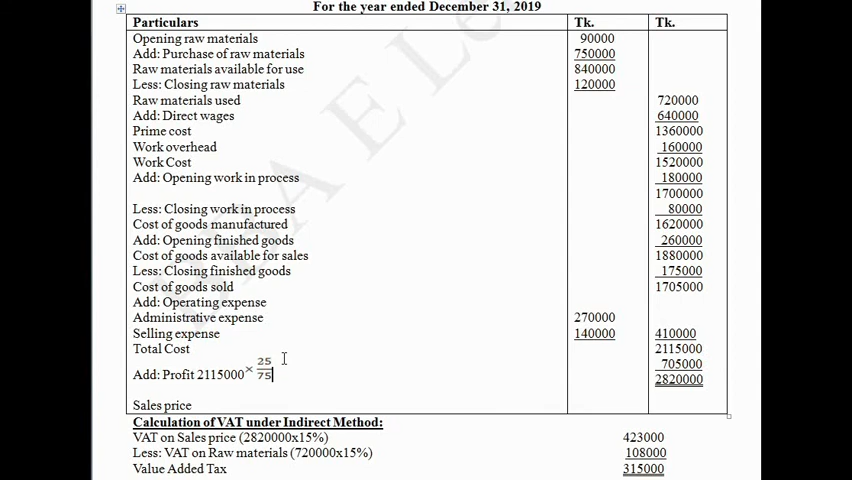 For the year ended December 31, 2019
Particulars Tk. Tk.
Opening raw materials 90000
Add: Purchase of raw materials 750000
Raw materials available for use 840000
Less: Closing raw materials 120000
Raw materials used 720000
Add: Direct wages 640000
Prime cost 1360000
Work overhead 160000
Work Cost 1520000
Add: Opening work in process 180000
1700000
Less: Closing work in process 80000
Cost of goods manufactured 1620000
Add: Opening finished goods 260000
Cost of goods available for sales 1880000
Less: Closing finished goods 175000
Cost of goods sold 1705000
Add: Operating expense
Administrative expense 270000
Selling expense 140000 410000
Total Cost 2115000
Add: Profit 2115000 × 25/75 705000
2820000
Sales price
Calculation of VAT under Indirect Method:
VAT on Sales price (2820000x15%) 423000
Less: VAT on Raw materials (720000x15%) 108000
Value Added Tax 315000